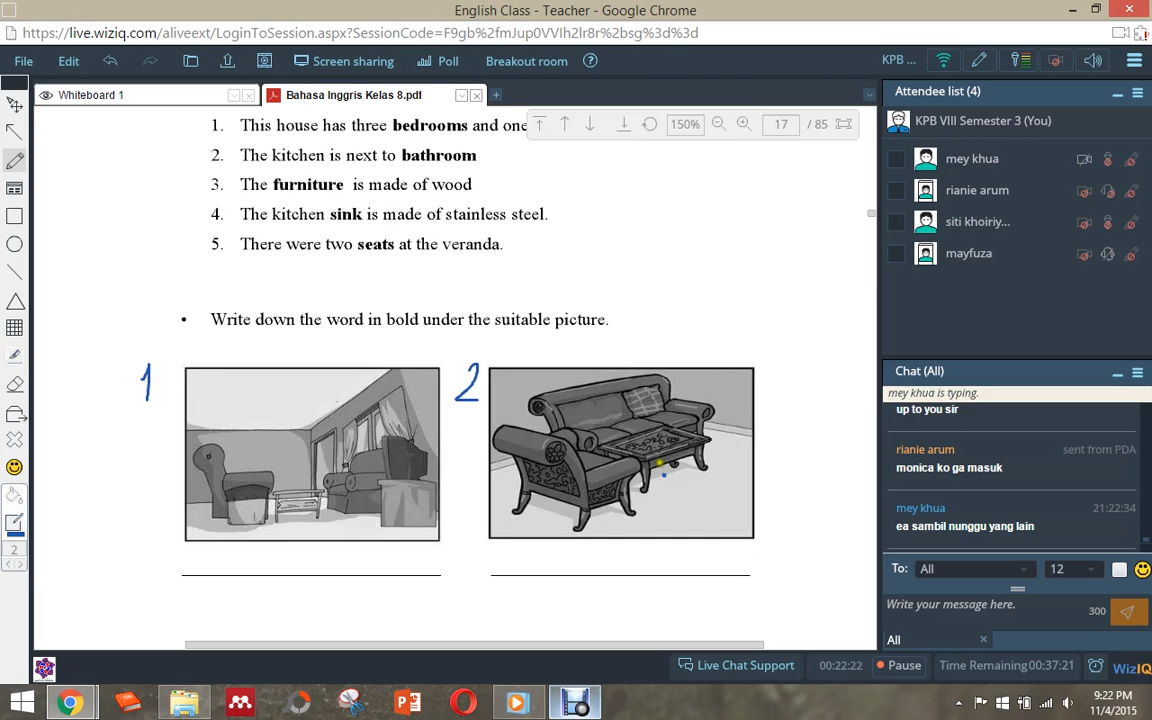 English Class - Teacher - Google Chrome
https://live.wiziq.com/aliveext/LoginToSession.aspx?SessionCode=F9gb%2fmJup0VVIh2lr8r%2bsg%3d%3d
File Edit Screen sharing Poll Breakout room ? KPB ...
Whiteboard 1 Bahasa Inggris Kelas 8.pdf
150% 17 / 85
1. This house has three bedrooms and one
2. The kitchen is next to bathroom
3. The furniture is made of wood
4. The kitchen sink is made of stainless steel.
5. There were two seats at the veranda.
• Write down the word in bold under the suitable picture.
1 2
2
Attendee list (4)
KPB VIII Semester 3 (You)
mey khua
rianie arum
siti khoiriy...
mayfuza
Chat (All)
mey khua is typing.
up to you sir
rianie arum sent from PDA
monica ko ga masuk
mey khua 21:22:34
ea sambil nunggu yang lain
To: All 12
Write your message here. 300
All
Live Chat Support 00:22:22 Pause Time Remaining 00:37:21 WizIQ
9:22 PM
11/4/2015